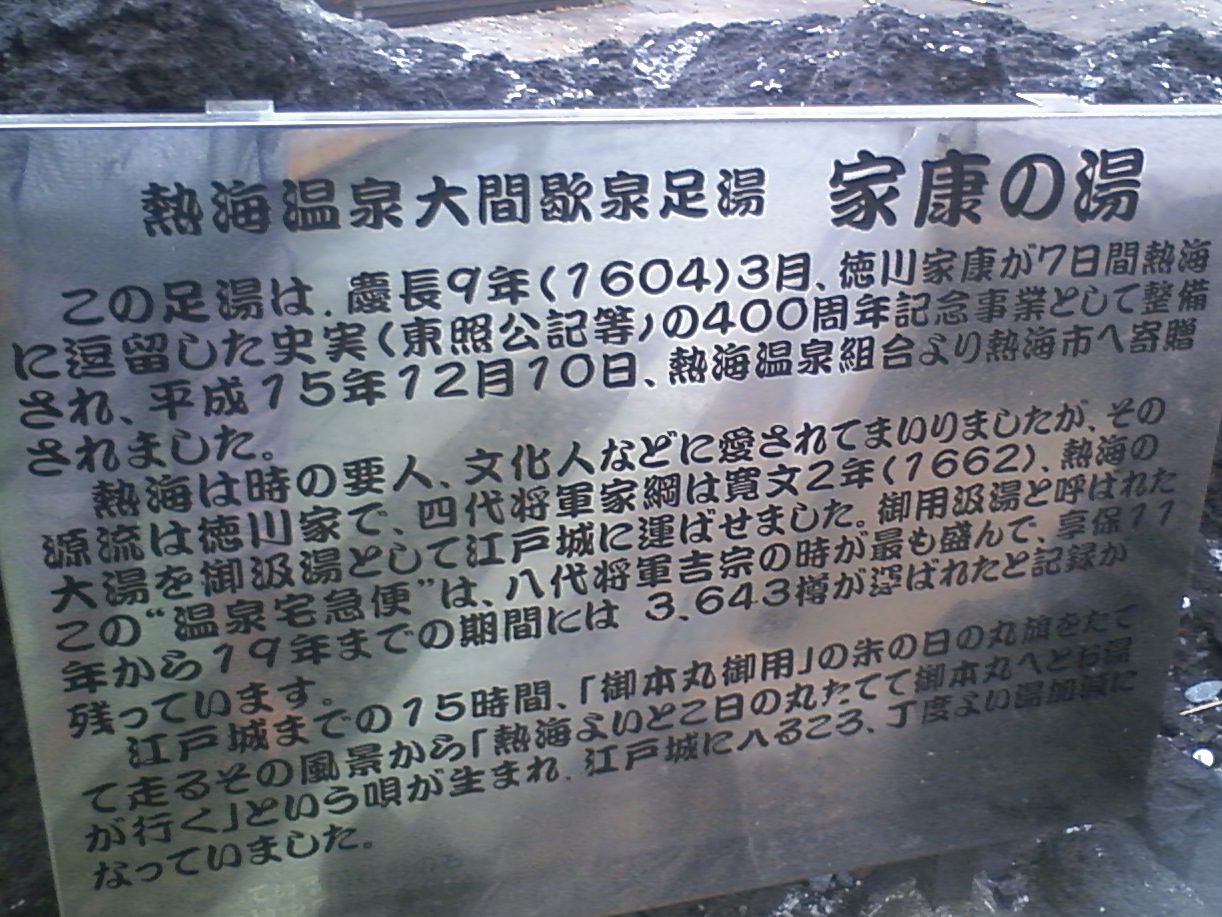 熱海温泉大間歇泉足湯 家康の湯
この足湯は、慶長9年(1604)3月、徳川家康が7日間熱海
に逗留した史実(東照公記等)の400周年記念事業として整備
され、平成15年12月10日、熱海温泉組合より熱海市へ寄贈
されました。
熱海は時の要人、文化人などに愛されてまいりましたが、その
源流は徳川家で、四代将軍家綱は寛文2年(1662)、熱海の
大湯を御汲湯として江戸城に運ばせました。御用汲湯と呼ばれた
この“温泉宅急便”は、八代将軍吉宗の時が最も盛んで、享保11
年から19年までの期間には 3,643樽が運ばれたと記録が
残っています。
江戸城までの15時間、「御本丸御用」の朱の日の丸旗をたて
て走るその風景から「熱海よいとこ日の丸たてて御本丸へとお湯
が行く」という唄が生まれ、江戸城に入るころ、丁度よい湯加減に
なっていました。